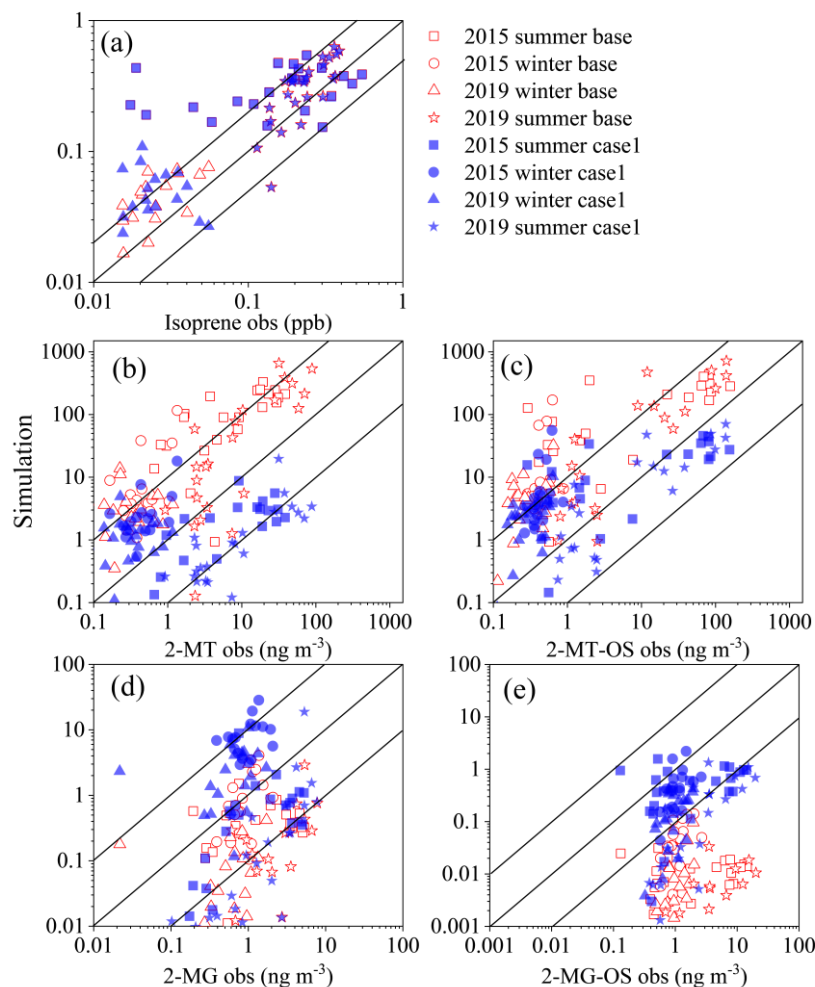 (a)
1
0.1
0.01
0.01
0.1
1
Isoprene obs (ppb)
2015 summer base
2015 winter base
2019 winter base
2019 summer base
2015 summer case1
2015 winter case1
2019 winter case1
2019 summer case1
Simulation
(b)
1000
100
10
1
0.1
0.1
1
10
100
1000
2-MT obs (ng m⁻³)
(c)
1000
100
10
1
0.1
0.1
1
10
100
1000
2-MT-OS obs (ng m⁻³)
(d)
100
10
1
0.1
0.01
0.01
0.1
1
10
100
2-MG obs (ng m⁻³)
(e)
100
10
1
0.1
0.01
0.001
0.001
0.01
0.1
1
10
100
2-MG-OS obs (ng m⁻³)